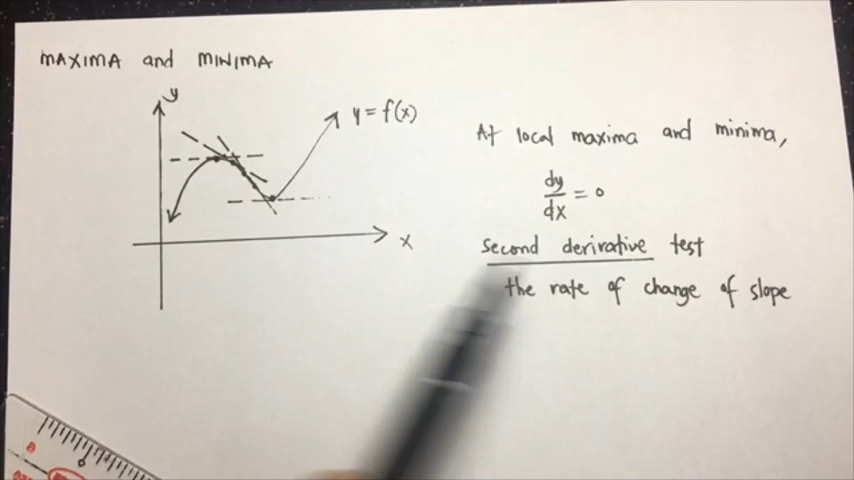 MAXIMA and MINIMA
y
y = f(x)
x
At local maxima and minima,
dy
dx = 0
second derivative test
the rate of change of slope